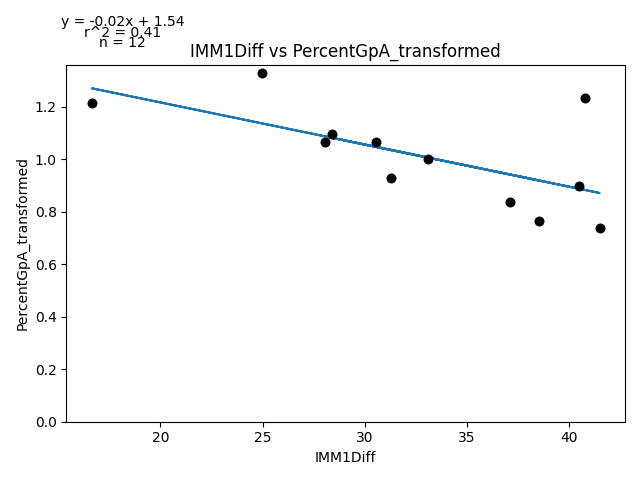 y = -0.02x + 1.54
r^2 = 0.41
n = 12
IMM1Diff vs PercentGpA_transformed
PercentGpA_transformed
1.2
1.0
0.8
0.6
0.4
0.2
0.0
20
25
30
35
40
IMM1Diff